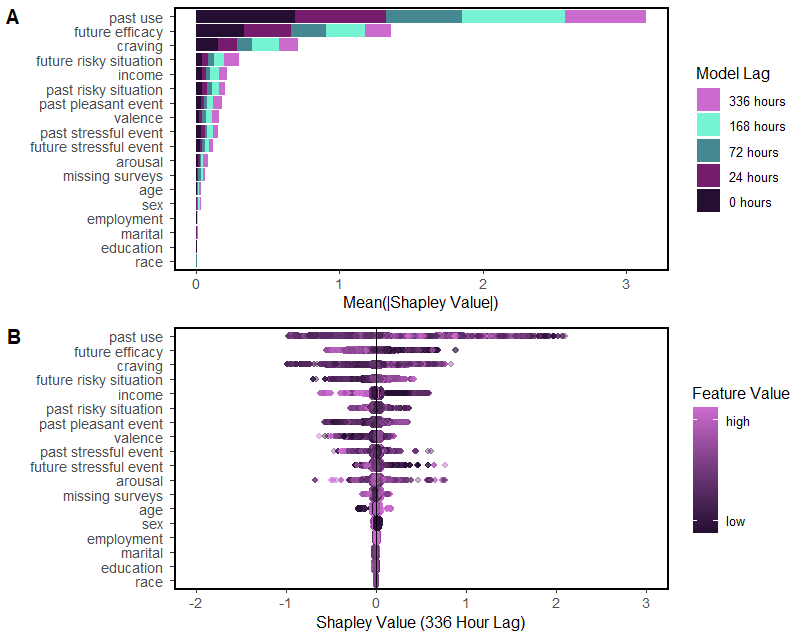 A
past use
future efficacy
craving
future risky situation
income
past risky situation
past pleasant event
valence
past stressful event
future stressful event
arousal
missing surveys
age
sex
employment
marital
education
race
0 1 2 3
Mean(|Shapley Value|)
Model Lag
336 hours
168 hours
72 hours
24 hours
0 hours
B
past use
future efficacy
craving
future risky situation
income
past risky situation
past pleasant event
valence
past stressful event
future stressful event
arousal
missing surveys
age
sex
employment
marital
education
race
-2 -1 0 1 2 3
Shapley Value (336 Hour Lag)
Feature Value
high
low